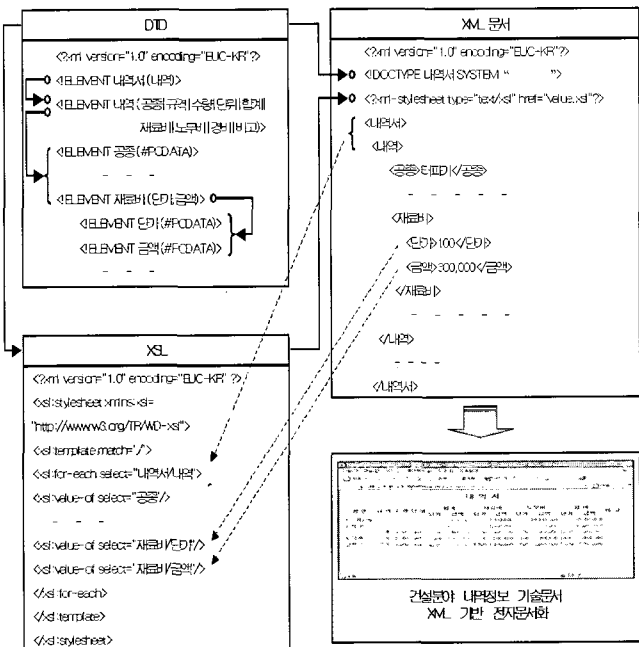 DTD
<?xml version="1.0" encoding="EUC-KR"?>
<!ELEMENT 내역서 (내역)>
<!ELEMENT 내역 (공종|규격|수량|단위|합계|
재료비|노무비|경비|비고)>
<!ELEMENT 공종 (#PCDATA)>
- - -
<!ELEMENT 재료비 (단가,금액)>
<!ELEMENT 단가 (#PCDATA)>
<!ELEMENT 금액 (#PCDATA)>
- - -
XML 문서
<?xml version="1.0" encoding="EUC-KR"?>
<!DOCTYPE 내역서 SYSTEM " ">
<?xml-stylesheet type="text/xsl" href="value.xsl"?>
<내역서>
<내역>
<공종>터파기</공종>
- - - - -
<재료비>
<단가>100</단가>
<금액>300,000</금액>
</재료비>
- - - - -
</내역>
- - - -
</내역서>
XSL
<?xml version="1.0" encoding="EUC-KR" ?>
<xsl:stylesheet xmlns:xsl=
"http://www.w3.org/TR/WD-xsl">
<xsl:template match="/">
<xsl:for-each select="내역서/내역">
<xsl:value-of select="공종"/>
- - -
<xsl:value-of select="재료비/단가"/>
<xsl:value-of select="재료비/금액"/>
</xsl:for-each>
</xsl:template>
</xsl:stylesheet>
내 역 서
건설분야 내역정보 기술문서
XML 기반 전자문서화